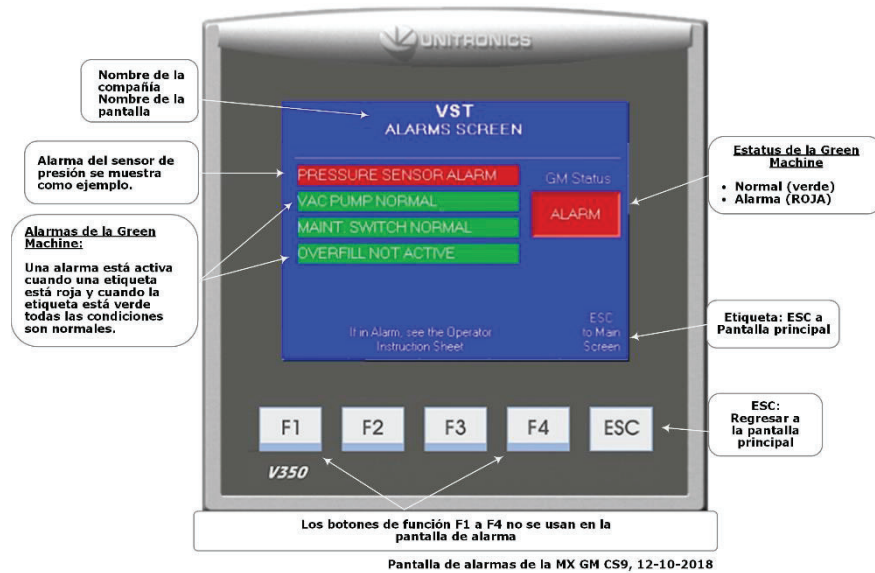 UNITRONICS
Nombre de la
compañía
Nombre de la
pantalla
VST
ALARMS SCREEN
Alarma del sensor de
presión se muestra
como ejemplo.
PRESSURE SENSOR ALARM
GM Status
Estatus de la Green
Machine
• Normal (verde)
• Alarma (ROJA)
VAC PUMP NORMAL
ALARM
MAINT. SWITCH NORMAL
Alarmas de la Green
Machine:
OVERFILL NOT ACTIVE
Una alarma está activa
cuando una etiqueta
está roja y cuando la
etiqueta está verde
todas las condiciones
son normales.
If in Alarm, see the Operator
Instruction Sheet
ESC
to Main
Screen
Etiqueta: ESC a
Pantalla principal
F1
F2
F3
F4
ESC
ESC:
Regresar a
la pantalla
principal
V350
Los botones de función F1 a F4 no se usan en la
pantalla de alarma
Pantalla de alarmas de la MX GM CS9, 12-10-2018